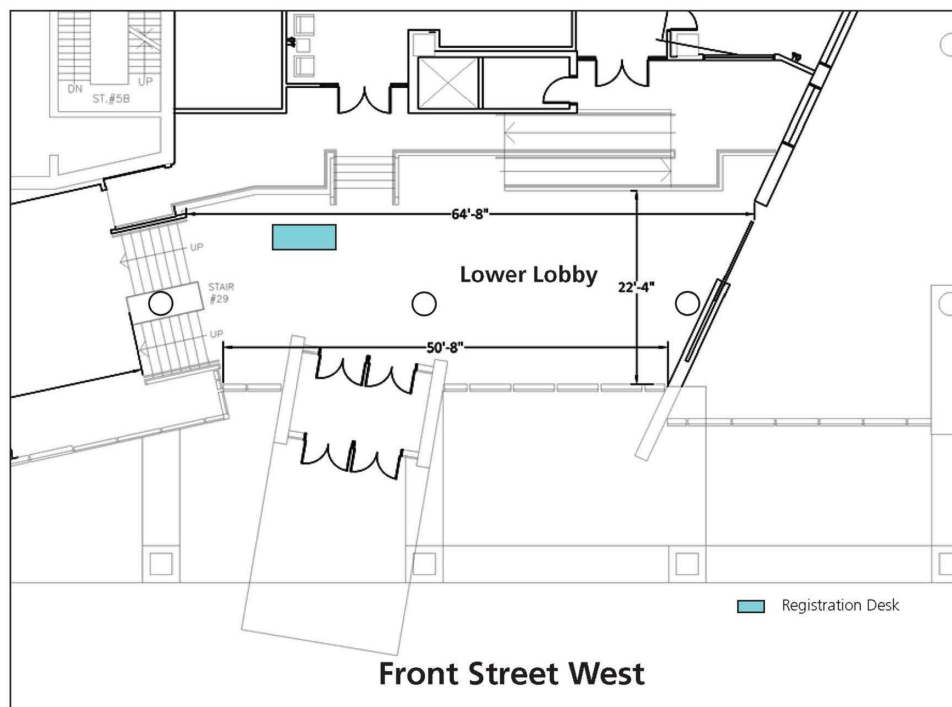 DN
UP
ST.#5B
64'-8"
UP
Lower Lobby
STAIR
#29
22'-4"
UP
50'-8"
Registration Desk
Front Street West